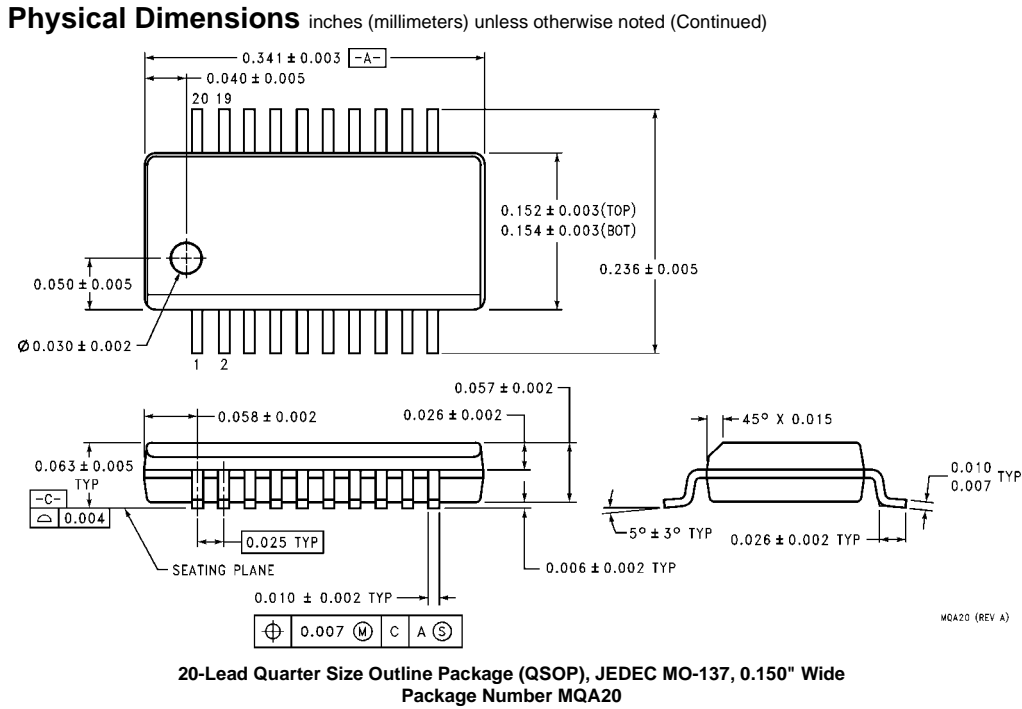 Physical Dimensions inches (millimeters) unless otherwise noted (Continued)
0.341 ± 0.003 -A-
0.040 ± 0.005
20 19
0.152 ± 0.003(TOP)
0.154 ± 0.003(BOT)
0.236 ± 0.005
0.050 ± 0.005
Ø 0.030 ± 0.002
1 2
0.057 ± 0.002
0.058 ± 0.002
0.026 ± 0.002
45° X 0.015
0.063 ± 0.005
TYP
-C-
⌓ 0.004
0.010
0.007 TYP
5° ± 3° TYP
0.026 ± 0.002 TYP
0.025 TYP
SEATING PLANE
0.006 ± 0.002 TYP
0.010 ± 0.002 TYP
⌖ 0.007 Ⓜ C A Ⓢ
MQA20 (REV A)
20-Lead Quarter Size Outline Package (QSOP), JEDEC MO-137, 0.150" Wide
Package Number MQA20